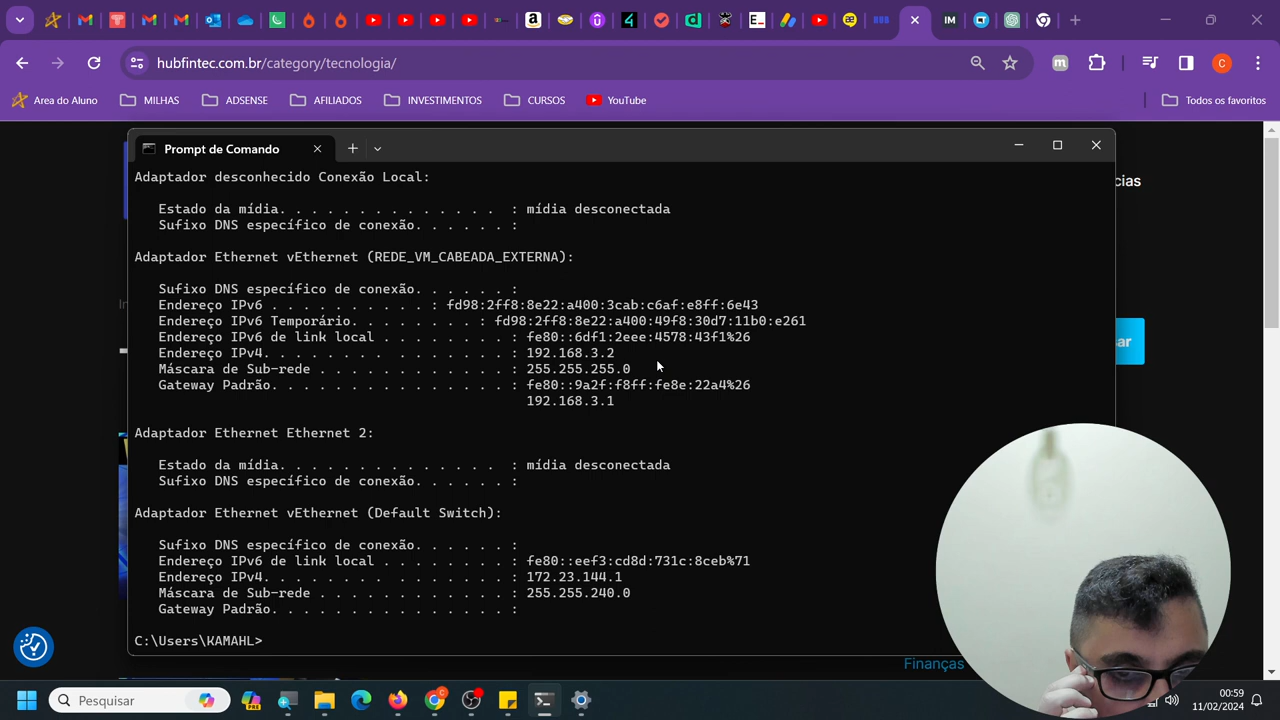 hubfintec.com.br/category/tecnologia/
Area do Aluno
MILHAS
ADSENSE
AFILIADOS
INVESTIMENTOS
CURSOS
YouTube
Todos os favoritos
Prompt de Comando
Adaptador desconhecido Conexão Local:
Estado da mídia. . . . . . . . . . . . . . : mídia desconectada
Sufixo DNS específico de conexão. . . . . . :
Adaptador Ethernet vEthernet (REDE_VM_CABEADA_EXTERNA):
Sufixo DNS específico de conexão. . . . . . :
Endereço IPv6 . . . . . . . . . . : fd98:2ff8:8e22:a400:3cab:c6af:e8ff:6e43
Endereço IPv6 Temporário. . . . . . . . : fd98:2ff8:8e22:a400:49f8:30d7:11b0:e261
Endereço IPv6 de link local . . . . . . . . : fe80::6df1:2eee:4578:43f1%26
Endereço IPv4. . . . . . . . . . . . . . . : 192.168.3.2
Máscara de Sub-rede . . . . . . . . . . . . : 255.255.255.0
Gateway Padrão. . . . . . . . . . . . . . . : fe80::9a2f:f8ff:fe8e:22a4%26
192.168.3.1
Adaptador Ethernet Ethernet 2:
Estado da mídia. . . . . . . . . . . . . . : mídia desconectada
Sufixo DNS específico de conexão. . . . . . :
Adaptador Ethernet vEthernet (Default Switch):
Sufixo DNS específico de conexão. . . . . . :
Endereço IPv6 de link local . . . . . . . . : fe80::eef3:cd8d:731c:8ceb%71
Endereço IPv4. . . . . . . . . . . . . . . : 172.23.144.1
Máscara de Sub-rede . . . . . . . . . . . . : 255.255.240.0
Gateway Padrão. . . . . . . . . . . . . . . :
C:\Users\KAMAHL>
cias
ar
Finanças
Pesquisar
00:59
11/02/2024